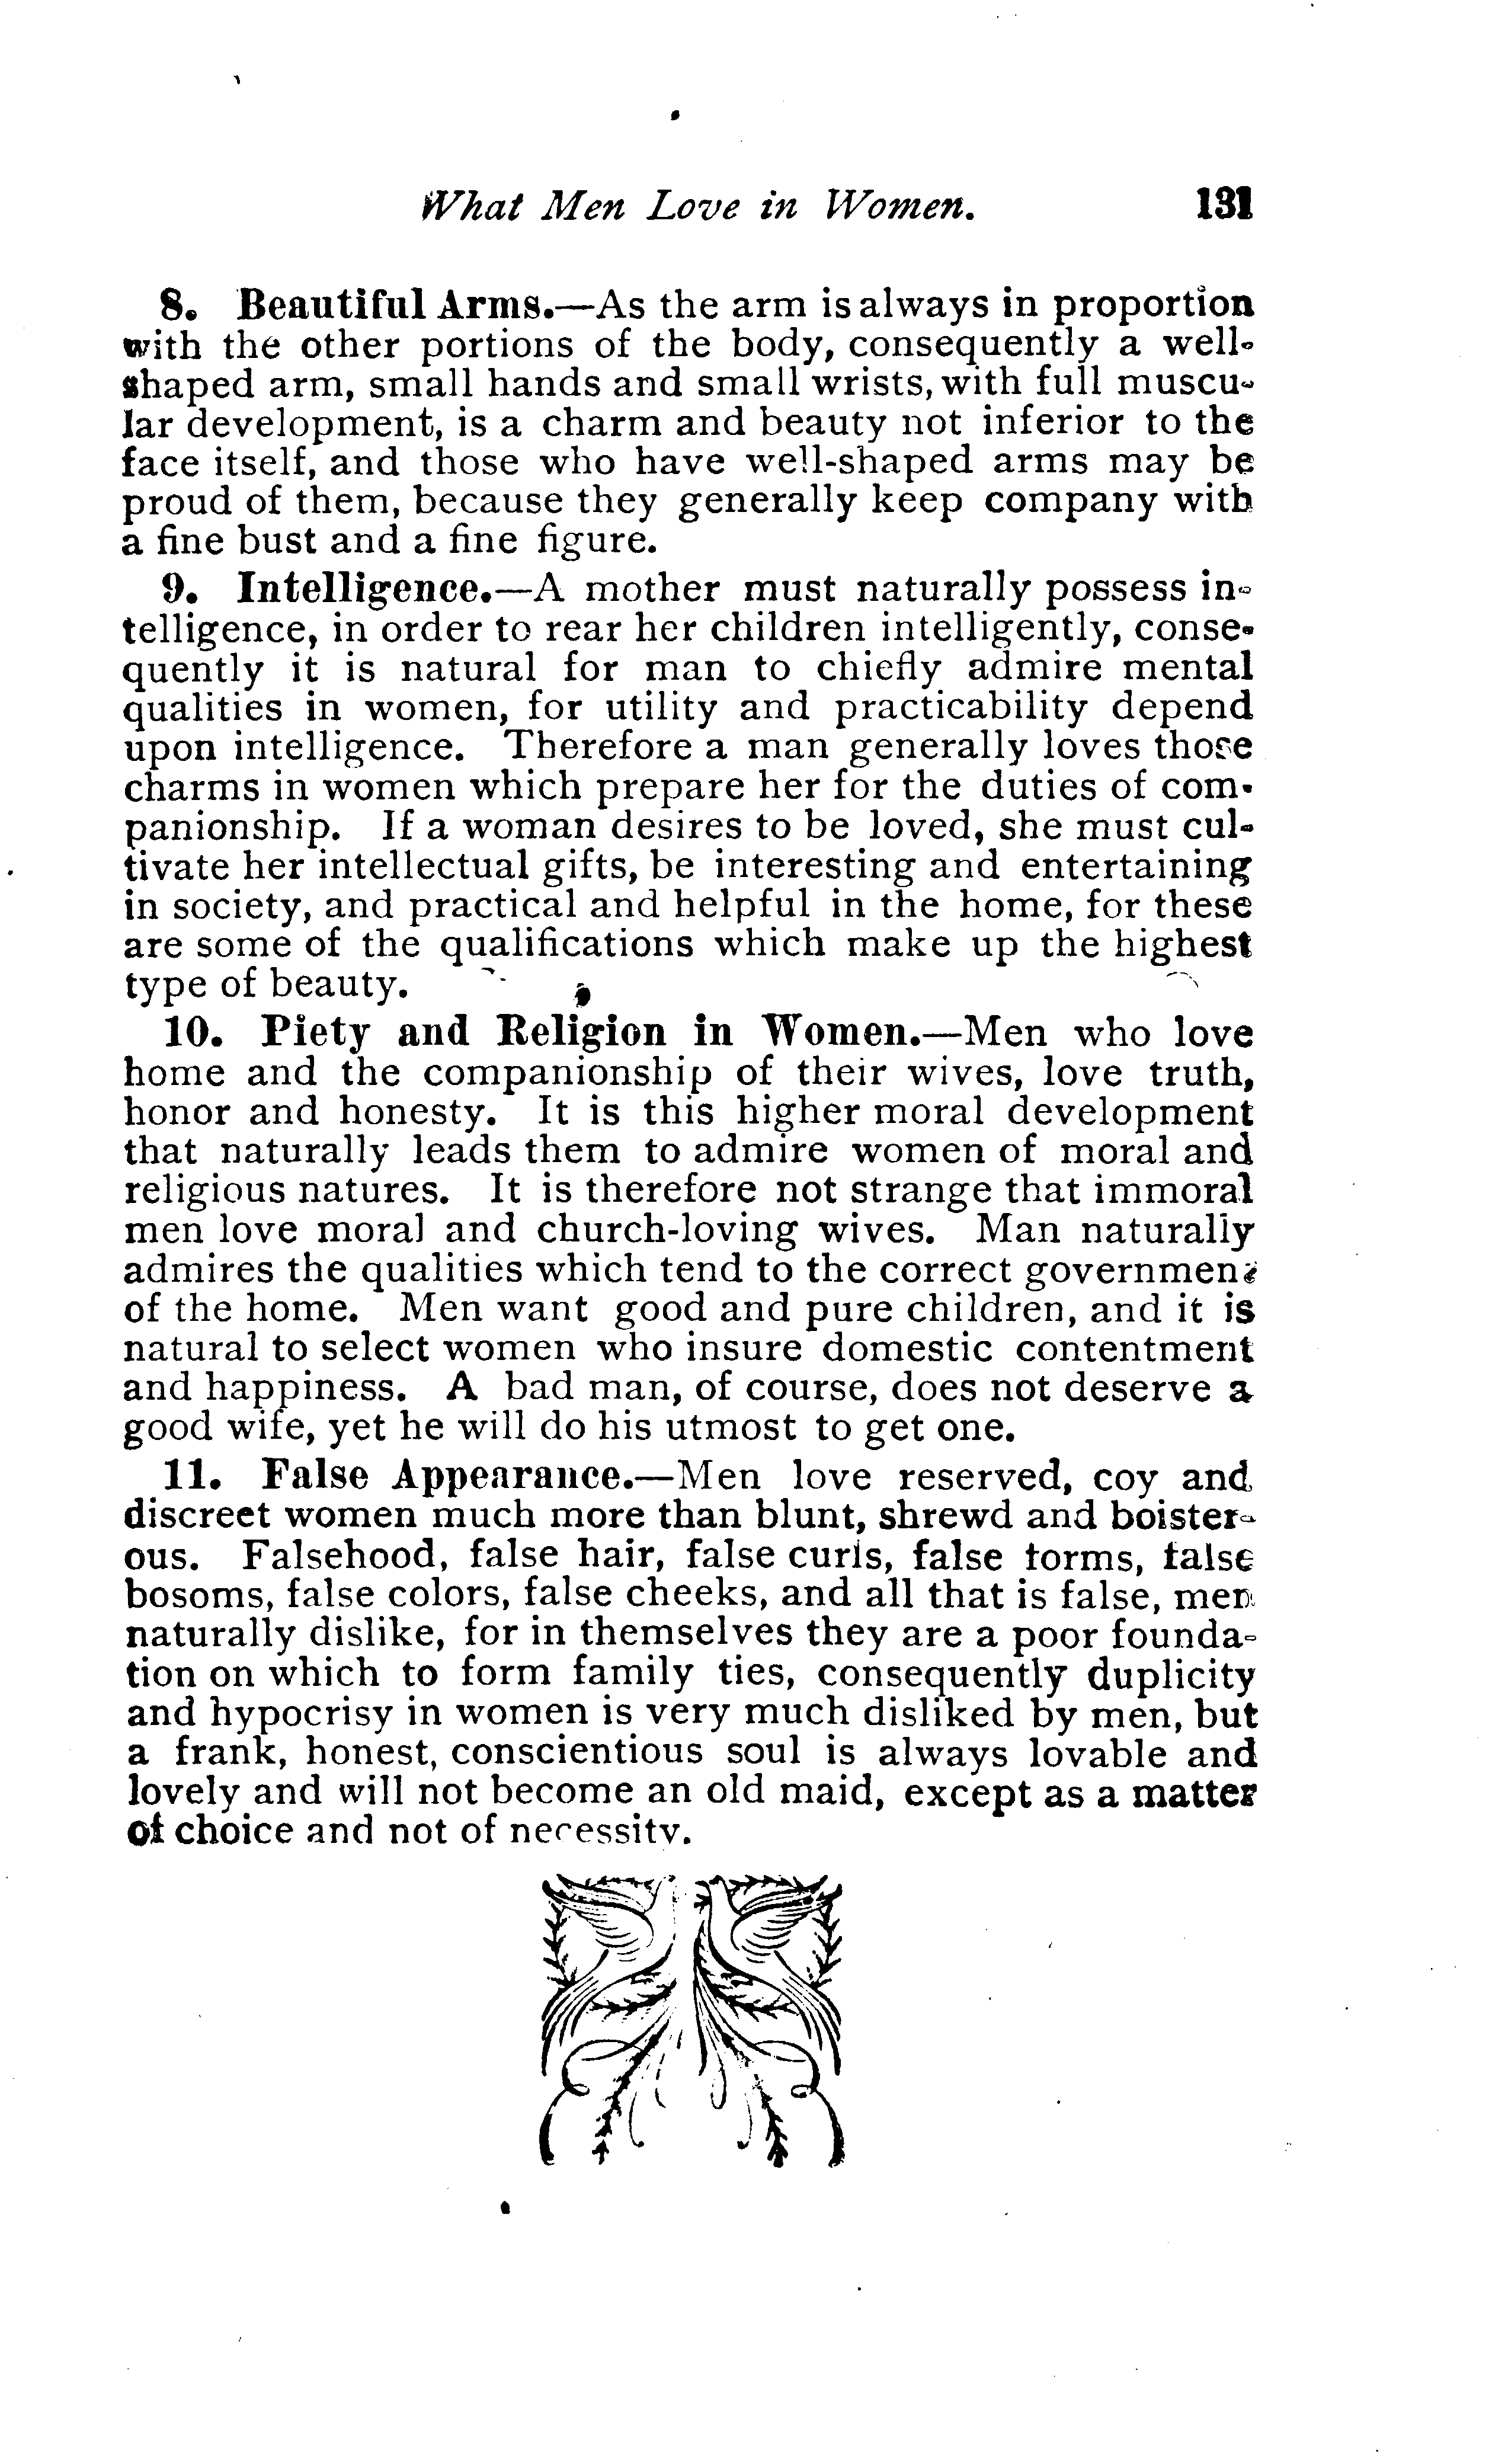 What Men Love in Women. 131
8. Beautiful Arms.—As the arm is always in proportion
with the other portions of the body, consequently a well-
shaped arm, small hands and small wrists, with full muscu-
lar development, is a charm and beauty not inferior to the
face itself, and those who have well-shaped arms may be
proud of them, because they generally keep company with
a fine bust and a fine figure.
9. Intelligence.—A mother must naturally possess in-
telligence, in order to rear her children intelligently, conse-
quently it is natural for man to chiefly admire mental
qualities in women, for utility and practicability depend
upon intelligence. Therefore a man generally loves those
charms in women which prepare her for the duties of com-
panionship. If a woman desires to be loved, she must cul-
tivate her intellectual gifts, be interesting and entertaining
in society, and practical and helpful in the home, for these
are some of the qualifications which make up the highest
type of beauty.
10. Piety and Religion in Women.—Men who love
home and the companionship of their wives, love truth,
honor and honesty. It is this higher moral development
that naturally leads them to admire women of moral and
religious natures. It is therefore not strange that immoral
men love moral and church-loving wives. Man naturally
admires the qualities which tend to the correct government
of the home. Men want good and pure children, and it is
natural to select women who insure domestic contentment
and happiness. A bad man, of course, does not deserve a
good wife, yet he will do his utmost to get one.
11. False Appearance.—Men love reserved, coy and
discreet women much more than blunt, shrewd and boister-
ous. Falsehood, false hair, false curls, false forms, false
bosoms, false colors, false cheeks, and all that is false, men
naturally dislike, for in themselves they are a poor founda-
tion on which to form family ties, consequently duplicity
and hypocrisy in women is very much disliked by men, but
a frank, honest, conscientious soul is always lovable and
lovely and will not become an old maid, except as a matter
of choice and not of necessity.